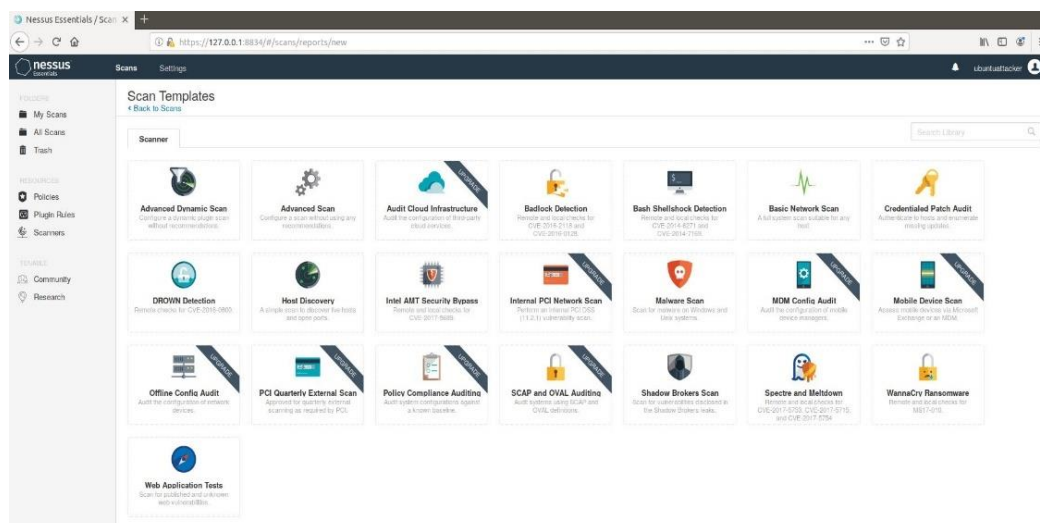 Nessus Essentials / Scan
https://127.0.0.1:8834/#/scans/reports/new
nessus
Essentials
Scans
Settings
ubuntuattacker
FOLDERS
My Scans
All Scans
Trash
RESOURCES
Policies
Plugin Rules
Scanners
TENABLE
Community
Research
Scan Templates
< Back to Scans
Scanner
Search Library
Advanced Dynamic Scan
Configure a dynamic plugin scan
without recommendations.
Advanced Scan
Configure a scan without using any
recommendations.
UPGRADE
Audit Cloud Infrastructure
Audit the configuration of third-party
cloud services.
Badlock Detection
Remote and local checks for
CVE-2016-2118 and
CVE-2016-0128.
Bash Shellshock Detection
Remote and local checks for
CVE-2014-6271 and
CVE-2014-7169.
Basic Network Scan
A full system scan suitable for any
host.
Credentialed Patch Audit
Authenticate to hosts and enumerate
missing updates.
DROWN Detection
Remote checks for CVE-2016-0800.
Host Discovery
A simple scan to discover live hosts
and open ports.
Intel AMT Security Bypass
Remote and local checks for
CVE-2017-5689.
UPGRADE
Internal PCI Network Scan
Perform an internal PCI DSS
(11.2.1) vulnerability scan.
Malware Scan
Scan for malware on Windows and
Unix systems.
UPGRADE
MDM Config Audit
Audit the configuration of mobile
device managers.
UPGRADE
Mobile Device Scan
Assess mobile devices via Microsoft
Exchange or an MDM.
UPGRADE
Offline Config Audit
Audit the configuration of network
devices.
UPGRADE
PCI Quarterly External Scan
Approved for quarterly external
scanning as required by PCI.
UPGRADE
Policy Compliance Auditing
Audit system configurations against
a known baseline.
UPGRADE
SCAP and OVAL Auditing
Audit systems using SCAP and
OVAL definitions.
Shadow Brokers Scan
Scan for vulnerabilities disclosed in
the Shadow Brokers leaks.
Spectre and Meltdown
Remote and local checks for
CVE-2017-5753, CVE-2017-5715,
and CVE-2017-5754
WannaCry Ransomware
Remote and local checks for
MS17-010.
Web Application Tests
Scan for published and unknown
web vulnerabilities.